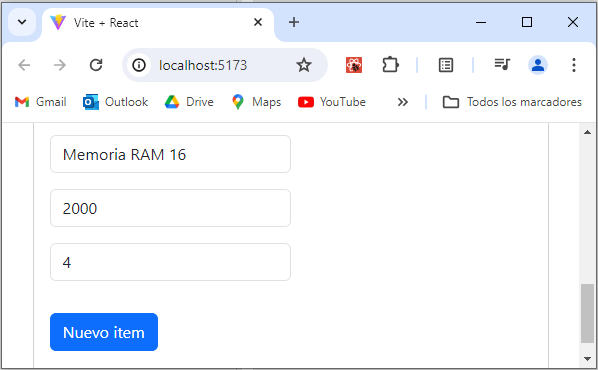 Vite + React
localhost:5173
Gmail Outlook Drive Maps YouTube Todos los marcadores
Memoria RAM 16
2000
4
Nuevo item